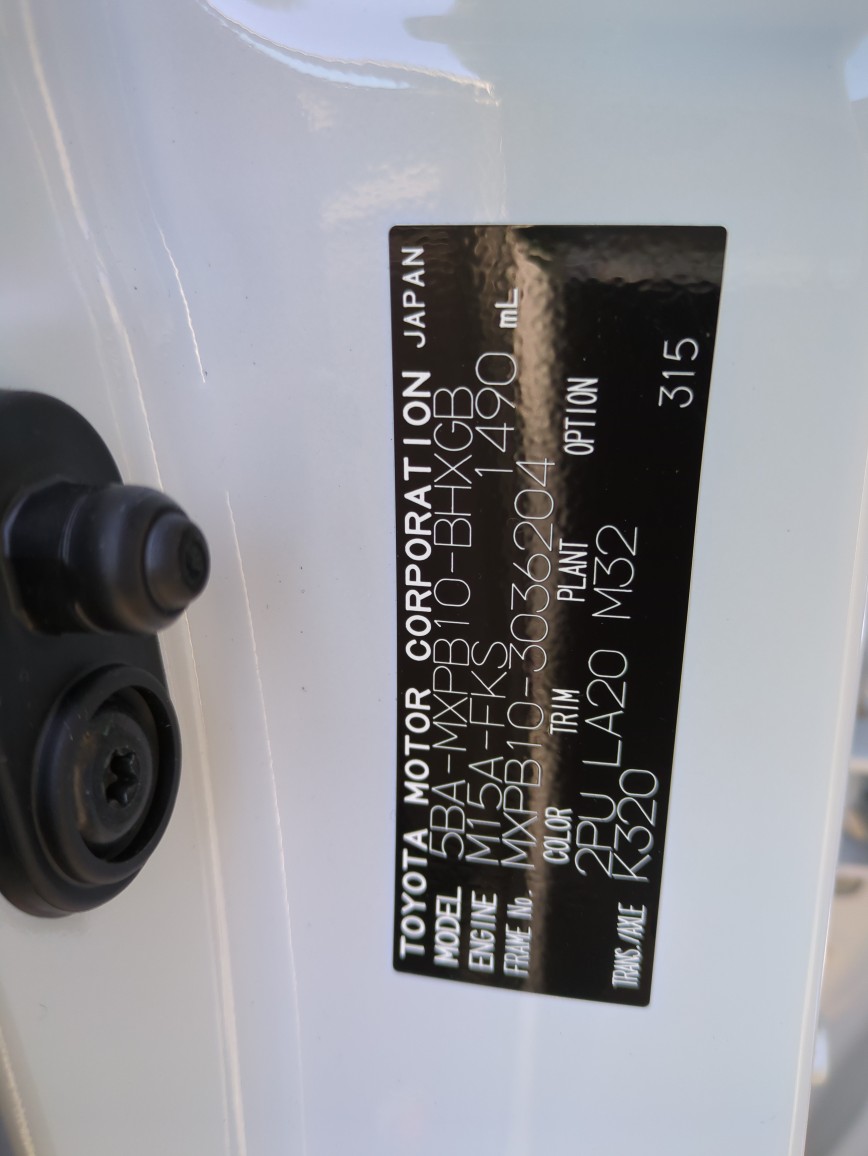 TOYOTA MOTOR CORPORATION JAPAN
MODEL 5BA-MXPB10-BHXGB
ENGINE M15A-FKS 1490 mL
FRAME No. MXPB10-3036204
COLOR TRIM PLANT OPTION
2PU LA20 M32
TRANS./AXLE K320 315